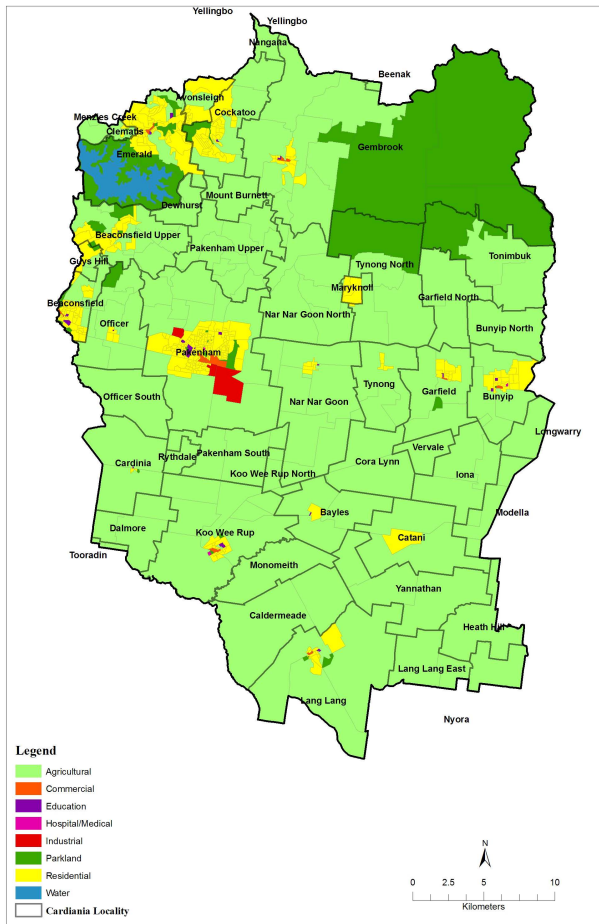 Yellingbo
Yellingbo
Nangana
Beenak
Avonsleigh
Cockatoo
Menzies Creek
Clematis
Emerald
Gembrook
Mount Burnett
Dewhurst
Beaconsfield Upper
Pakenham Upper
Guys Hill
Tynong North
Tonimbuk
Maryknoll
Garfield North
Beaconsfield
Officer
Nar Nar Goon North
Bunyip North
Pakenham
Tynong
Garfield
Bunyip
Officer South
Nar Nar Goon
Longwarry
Vervale
Pakenham South
Rythdale
Cardinia
Koo Wee Rup North
Cora Lynn
Iona
Bayles
Modella
Dalmore
Koo Wee Rup
Catani
Tooradin
Monomeith
Yannathan
Caldermeade
Heath Hill
Lang Lang East
Lang Lang
Nyora
Legend
Agricultural
Commercial
Education
Hospital/Medical
Industrial
Parkland
Residential
Water
Cardiania Locality
N
0 2.5 5 10
Kilometers